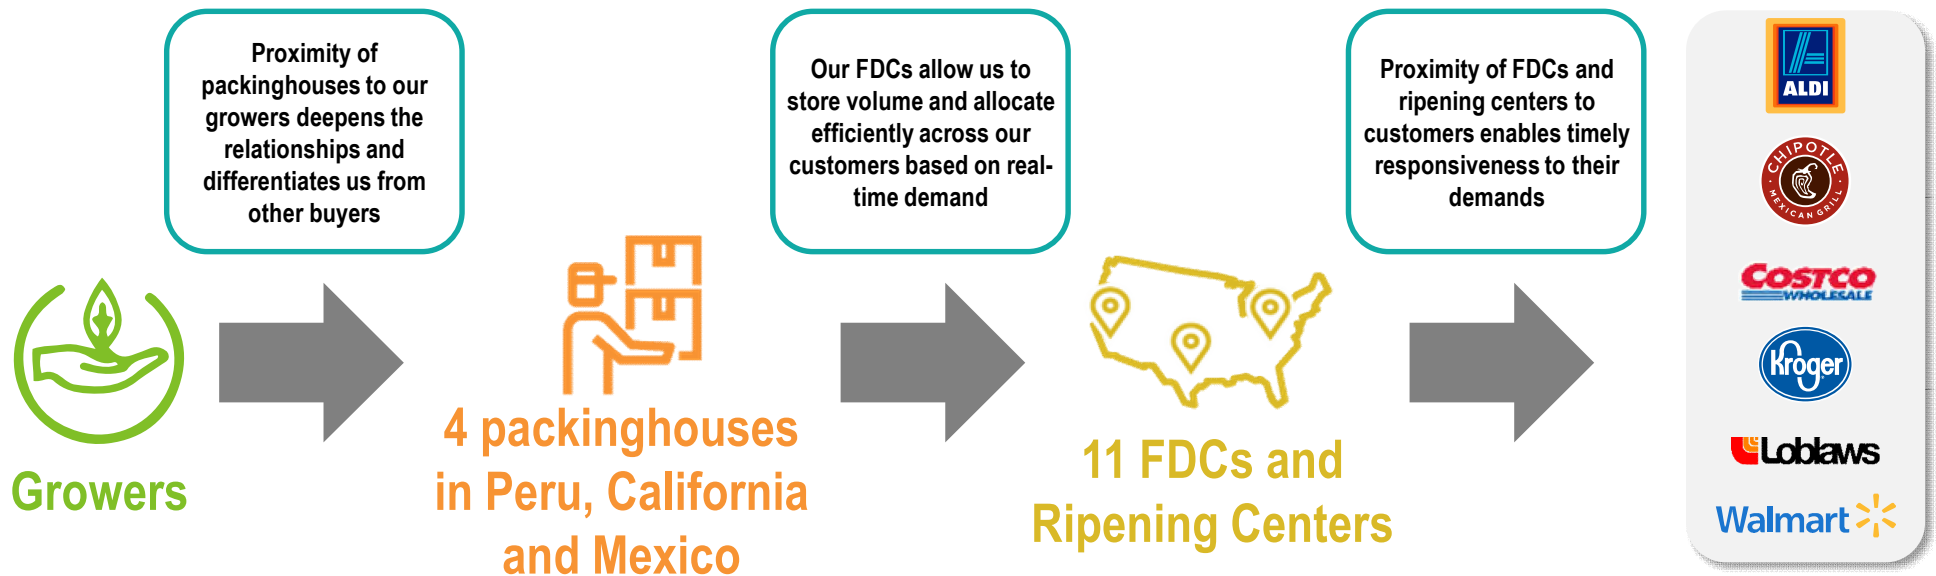 Proximity of
packinghouses to our
growers deepens the
relationships and
differentiates us from
other buyers
Our FDCs allow us to
store volume and allocate
efficiently across our
customers based on real-
time demand
Proximity of FDCs and
ripening centers to
customers enables timely
responsiveness to their
demands
Growers
4 packinghouses
in Peru, California
and Mexico
11 FDCs and
Ripening Centers
ALDI
CHIPOTLE
MEXICAN GRILL
COSTCO
WHOLESALE
Kroger
Loblaws
Walmart